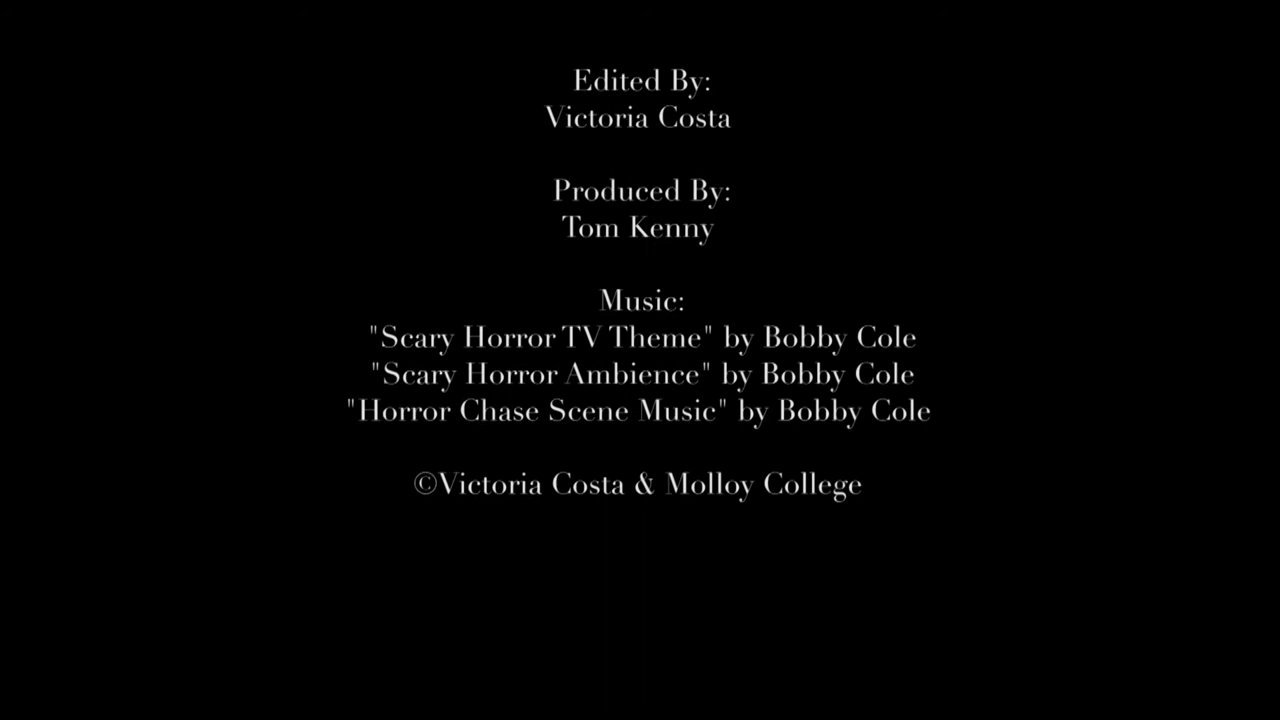 Edited By:
Victoria Costa
Produced By:
Tom Kenny
Music:
"Scary Horror TV Theme" by Bobby Cole
"Scary Horror Ambience" by Bobby Cole
"Horror Chase Scene Music" by Bobby Cole
©Victoria Costa & Molloy College